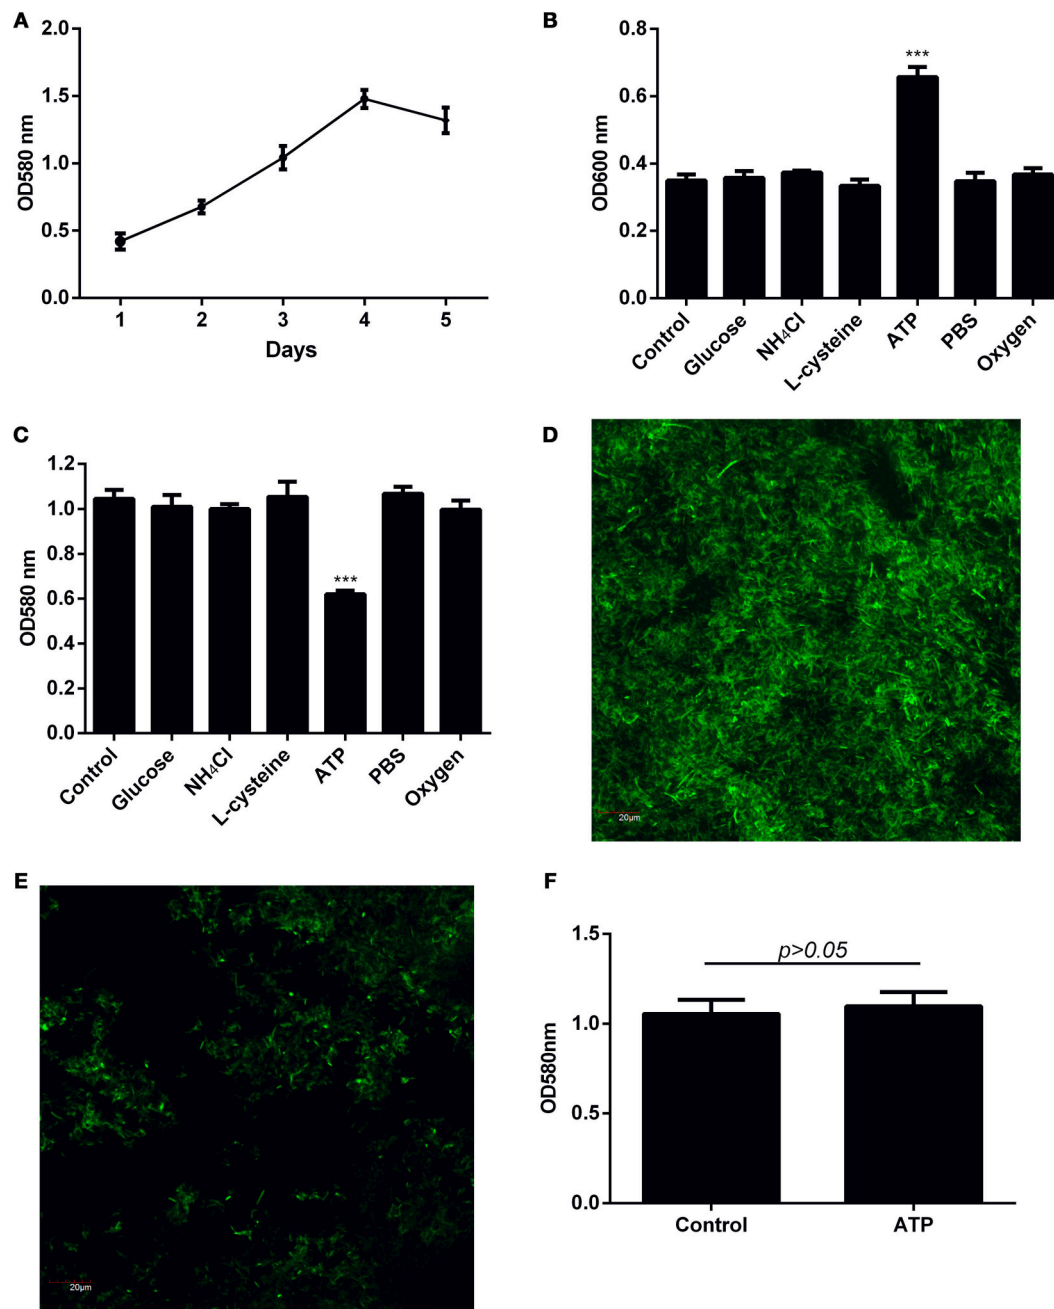 A
2.0
1.5
1.0
0.5
0.0
OD580 nm
1 2 3 4 5
Days
B
0.8
0.6
0.4
0.2
0.0
OD600 nm
***
Control Glucose NH₄Cl L-cysteine ATP PBS Oxygen
C
1.2
1.0
0.8
0.6
0.4
0.2
0.0
OD580 nm
***
Control Glucose NH₄Cl L-cysteine ATP PBS Oxygen
D
20μm
E
20μm
F
1.5
1.0
0.5
0.0
OD580nm
p>0.05
Control ATP